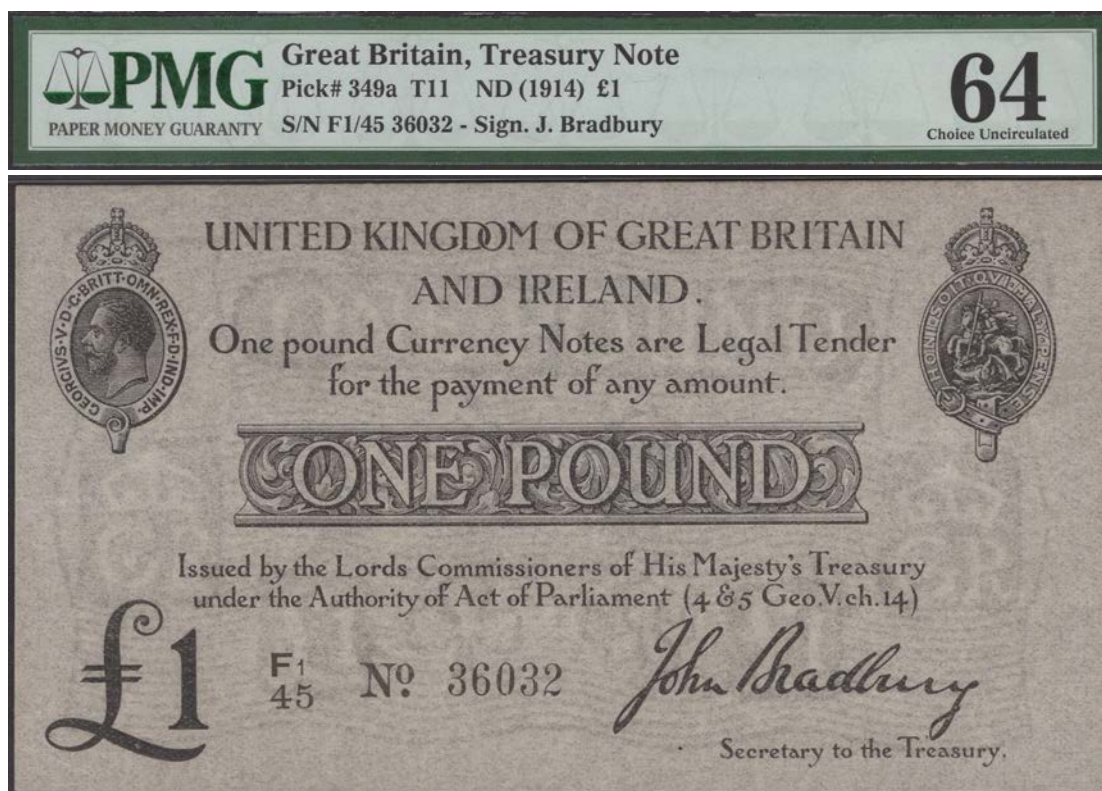 PMG
PAPER MONEY GUARANTY
Great Britain, Treasury Note
Pick# 349a T11 ND (1914) £1
S/N F1/45 36032 - Sign. J. Bradbury
64
Choice Uncirculated
UNITED KINGDOM OF GREAT BRITAIN
AND IRELAND.
GEORGIVS·V·D·G·BRITT·OMN·REX·F·D·IND·IMP·
HONI·SOIT·QVI·MAL·Y·PENSE
One pound Currency Notes are Legal Tender
for the payment of any amount.
ONE POUND
Issued by the Lords Commissioners of His Majesty's Treasury
under the Authority of Act of Parliament (4 & 5 Geo.V.ch.14)
£1
F1
45
Nº 36032
John Bradbury
Secretary to the Treasury.